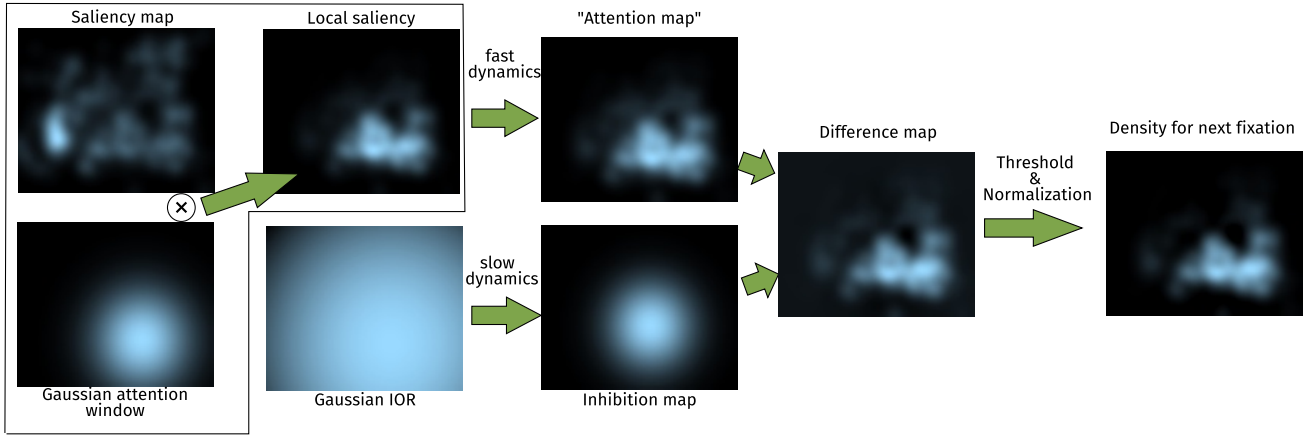 Saliency map
Local saliency
"Attention map"
fast
dynamics
Difference map
Density for next fixation
Threshold
&
Normalization
slow
dynamics
Gaussian attention
window
Gaussian IOR
Inhibition map